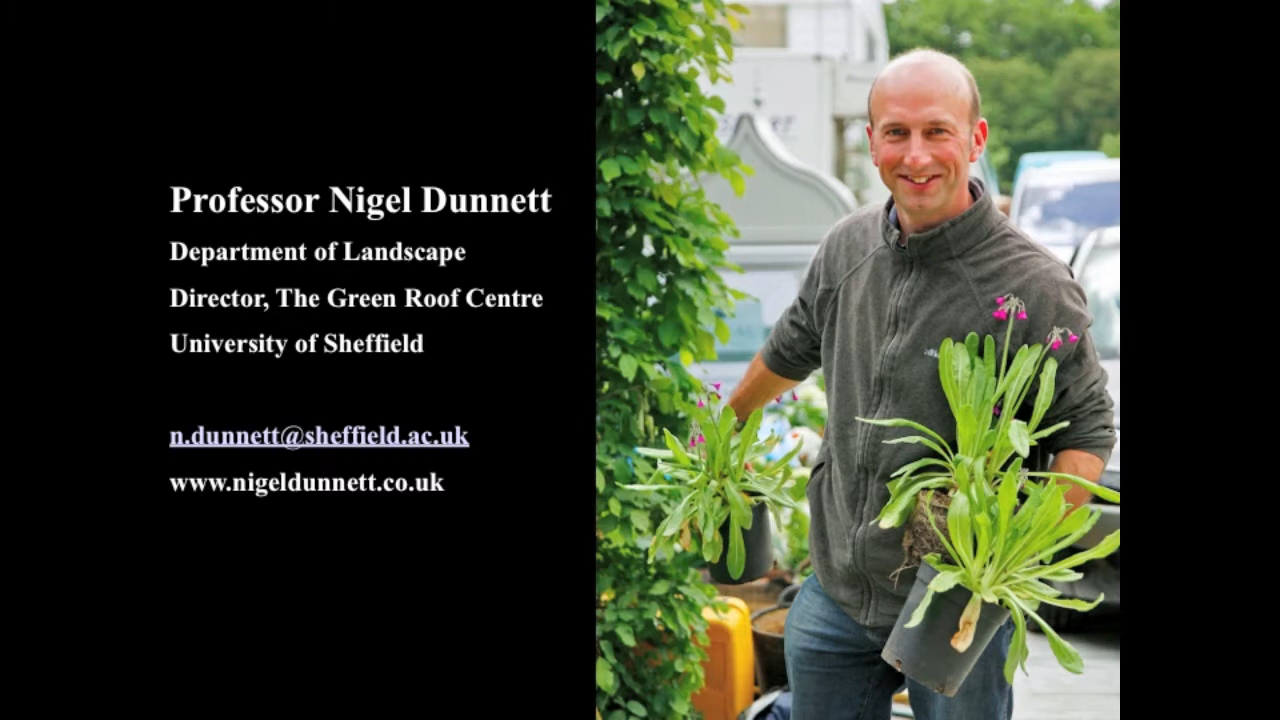 Professor Nigel Dunnett
Department of Landscape
Director, The Green Roof Centre
University of Sheffield
n.dunnett@sheffield.ac.uk
www.nigeldunnett.co.uk